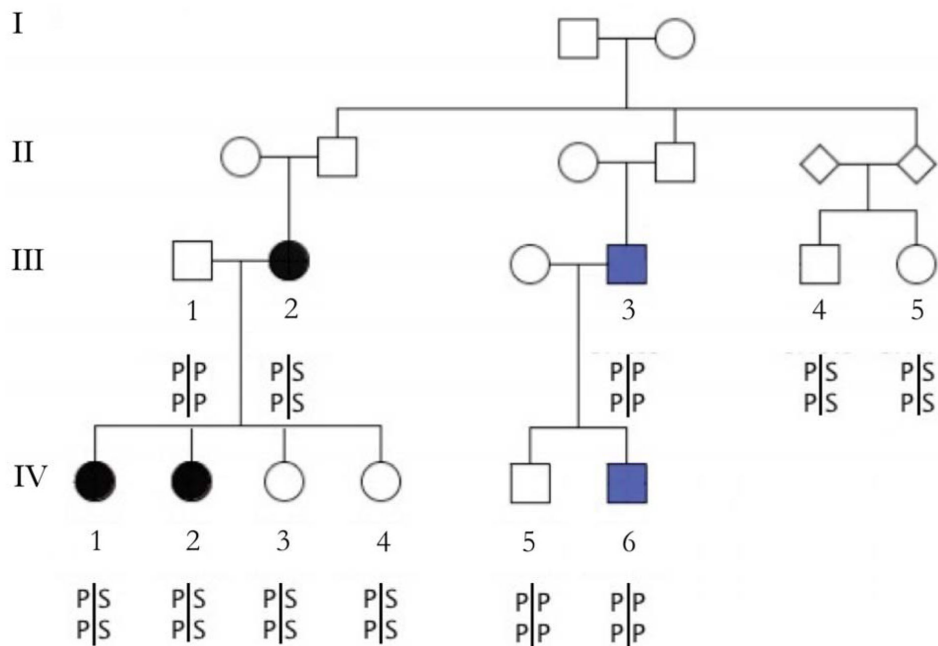 I
II
III
1 2 3 4 5
P|P P|S P|P P|S P|S
P|P P|S P|P P|S P|S
IV
1 2 3 4 5 6
P|S P|S P|S P|S P|P P|P
P|S P|S P|S P|S P|P P|P